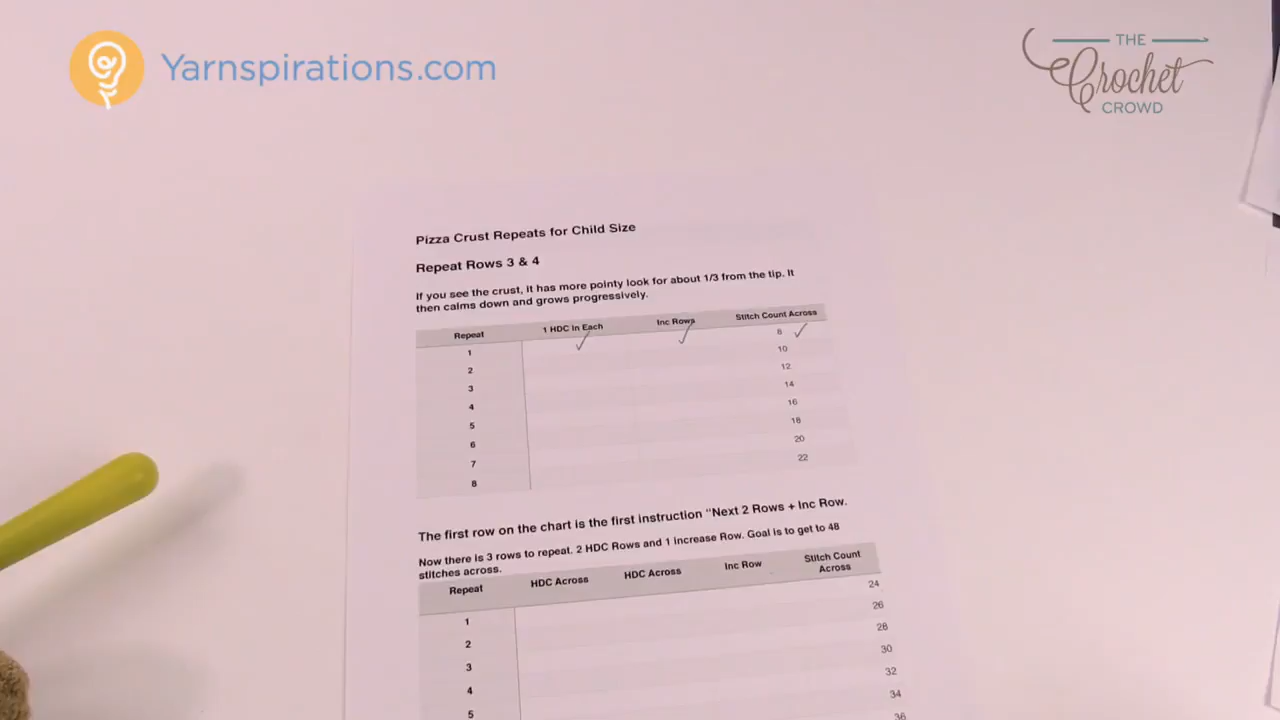 Yarnspirations.com
THE
Crochet
CROWD
Pizza Crust Repeats for Child Size
Repeat Rows 3 & 4
If you see the crust, it has more pointy look for about 1/3 from the tip. It
then calms down and grows progressively.
Repeat 1 HDC In Each Inc Rows Stitch Count Across
1 8
2 10
3 12
4 14
5 16
6 18
7 20
8 22
The first row on the chart is the first instruction "Next 2 Rows + Inc Row.
Now there is 3 rows to repeat. 2 HDC Rows and 1 increase Row. Goal is to get to 48
stitches across.
Repeat HDC Across HDC Across Inc Row Stitch Count
Across
1 24
2 26
3 28
4 30
5 32
34
36